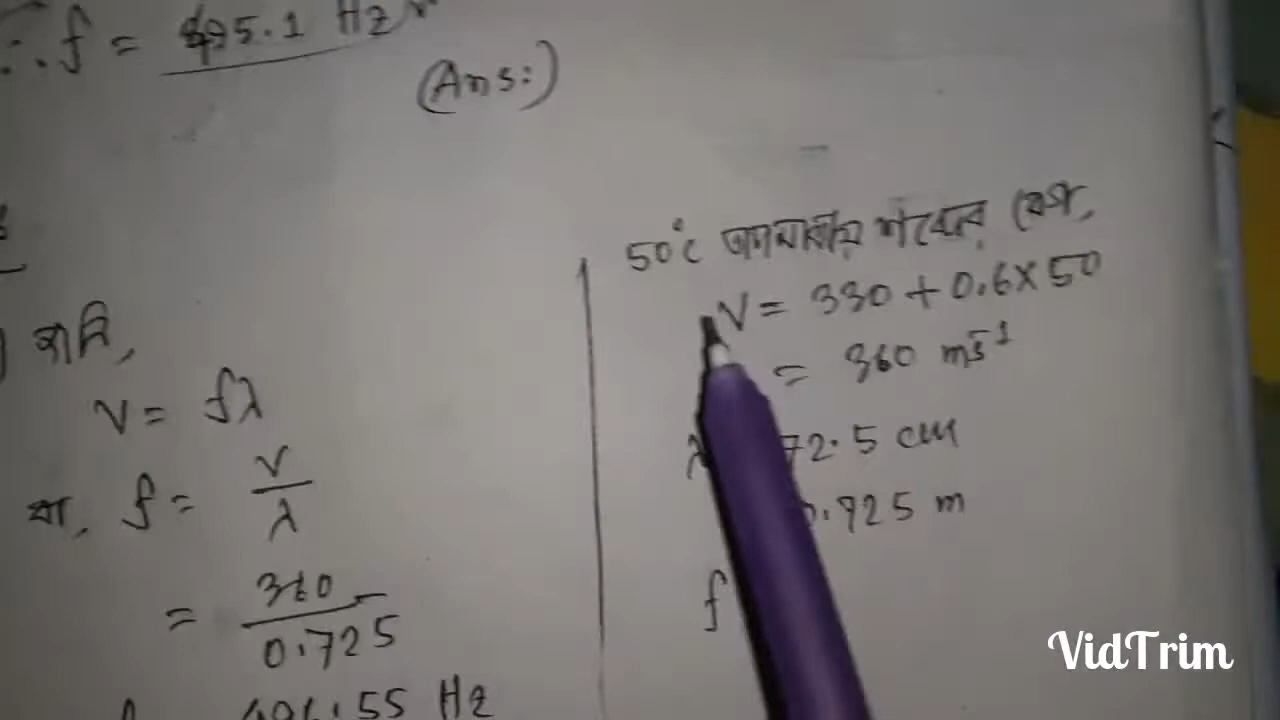 ∴ f = 495.1 Hz
(Ans:)
জানি,
V = fλ
বা, f = V/λ
= 360/0.725
.55 Hz
50°C তাপমাত্রায় শব্দের বেগ,
V = 330 + 0.6×50
= 360 ms⁻¹
λ 72.5 cm
.725 m
f
VidTrim